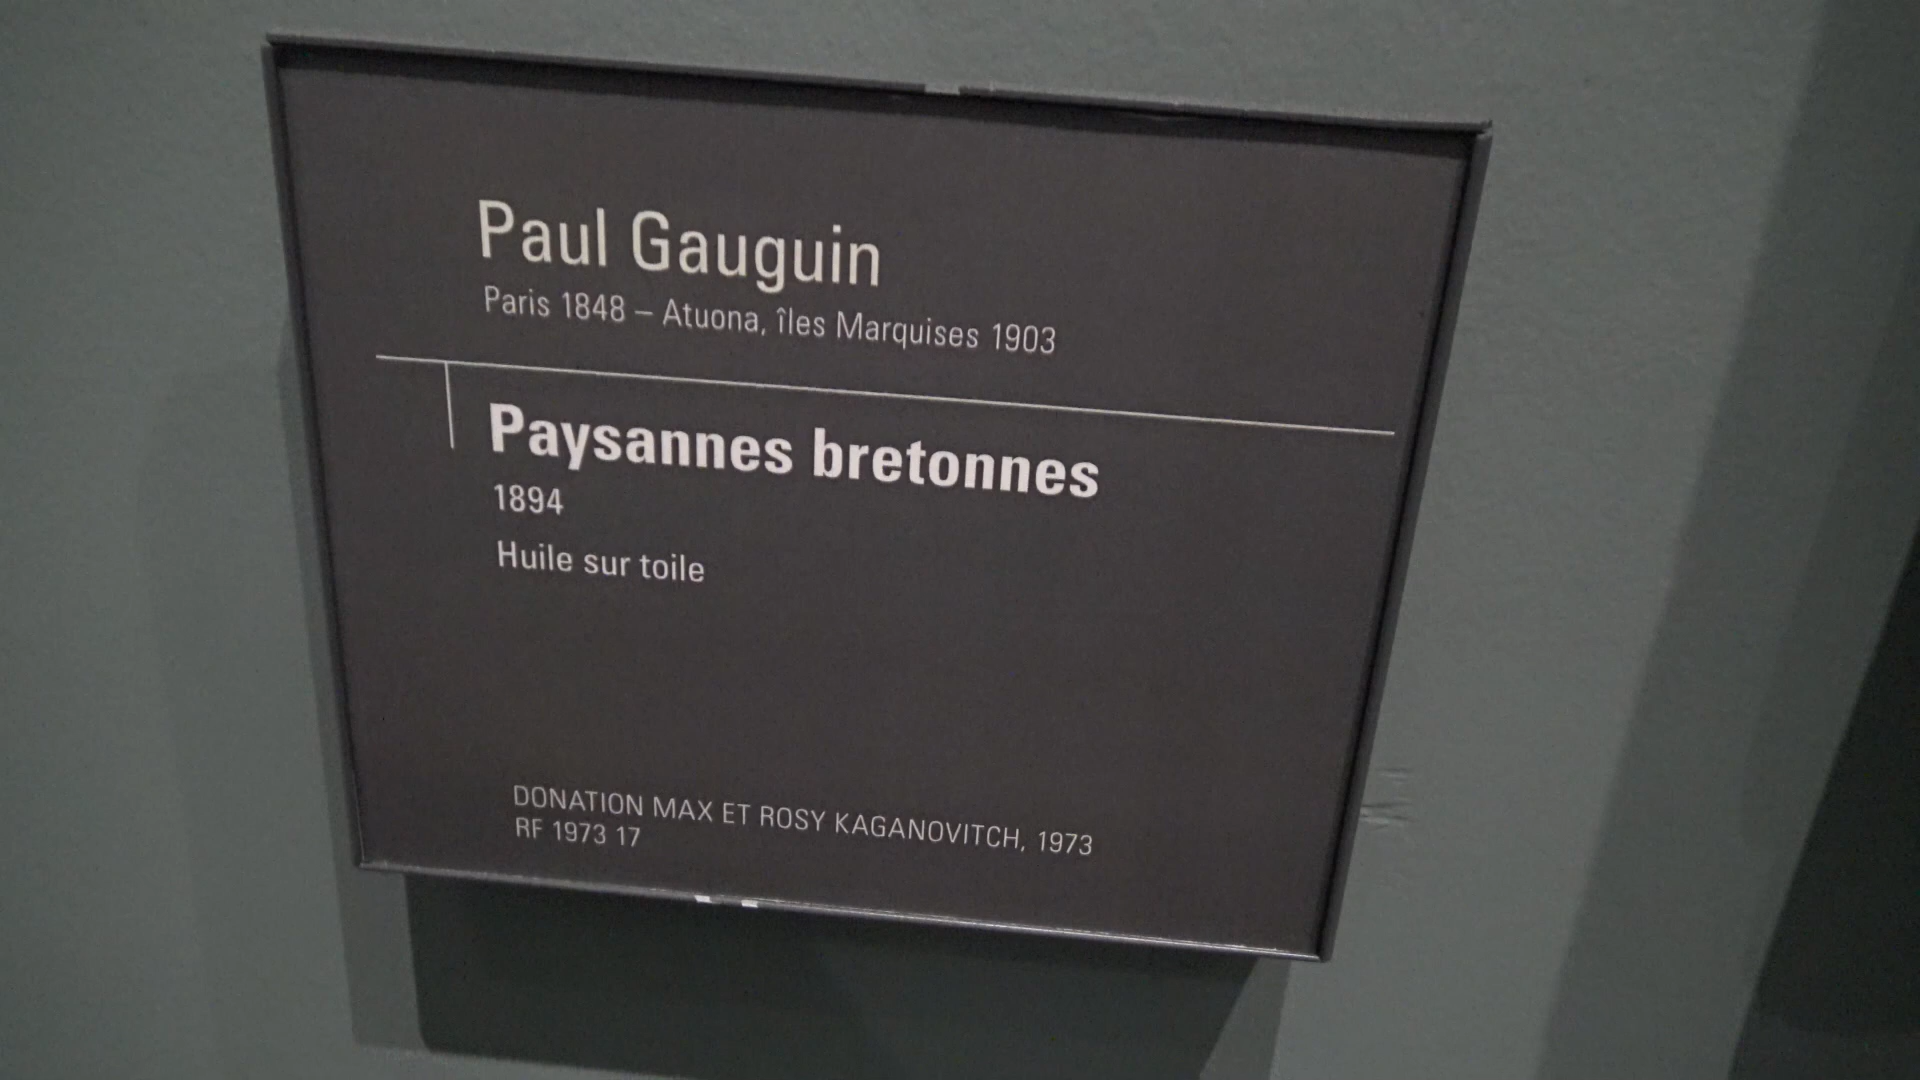 Paul Gauguin
Paris 1848 – Atuona, îles Marquises 1903
Paysannes bretonnes
1894
Huile sur toile
DONATION MAX ET ROSY KAGANOVITCH, 1973
RF 1973 17